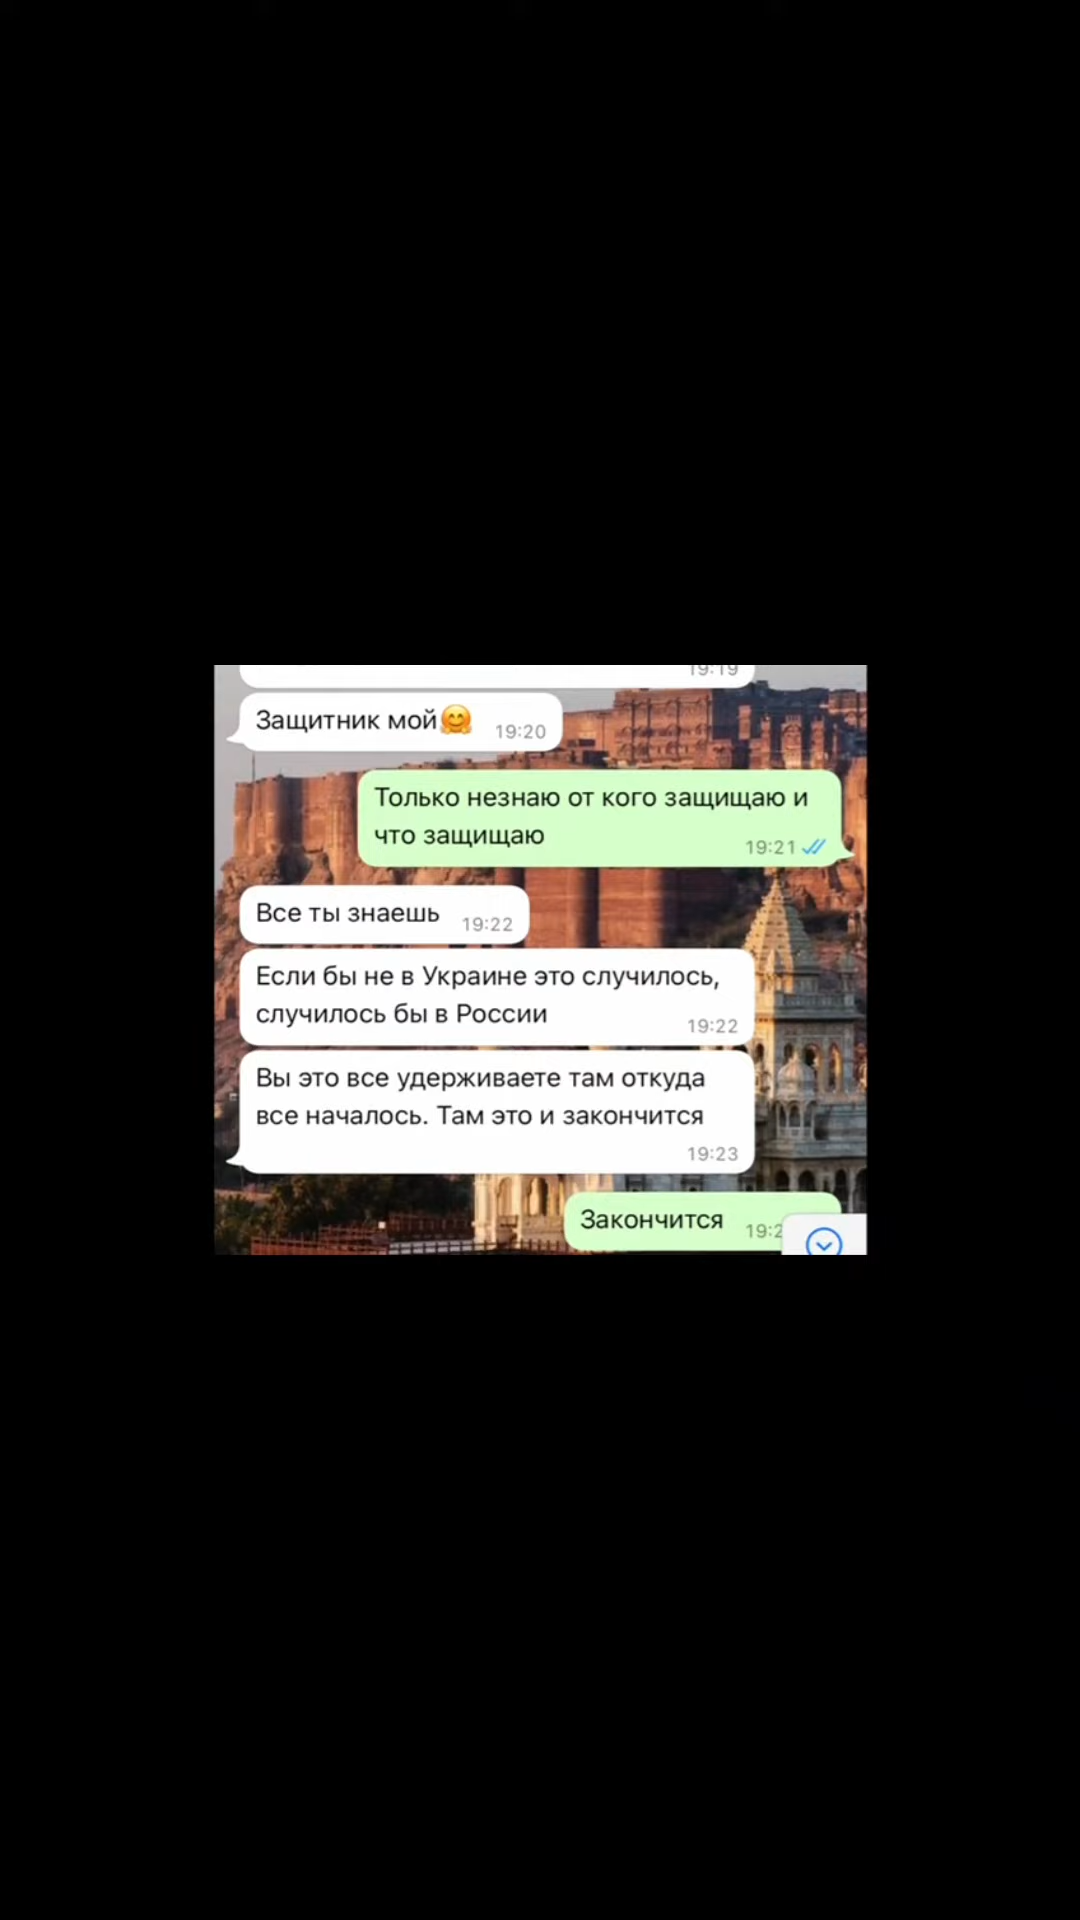 19:19
Защитник мой🤗 19:20
Только незнаю от кого защищаю и
что защищаю 19:21
Все ты знаешь 19:22
Если бы не в Украине это случилось,
случилось бы в России 19:22
Вы это все удерживаете там откуда
все началось. Там это и закончится
19:23
Закончится